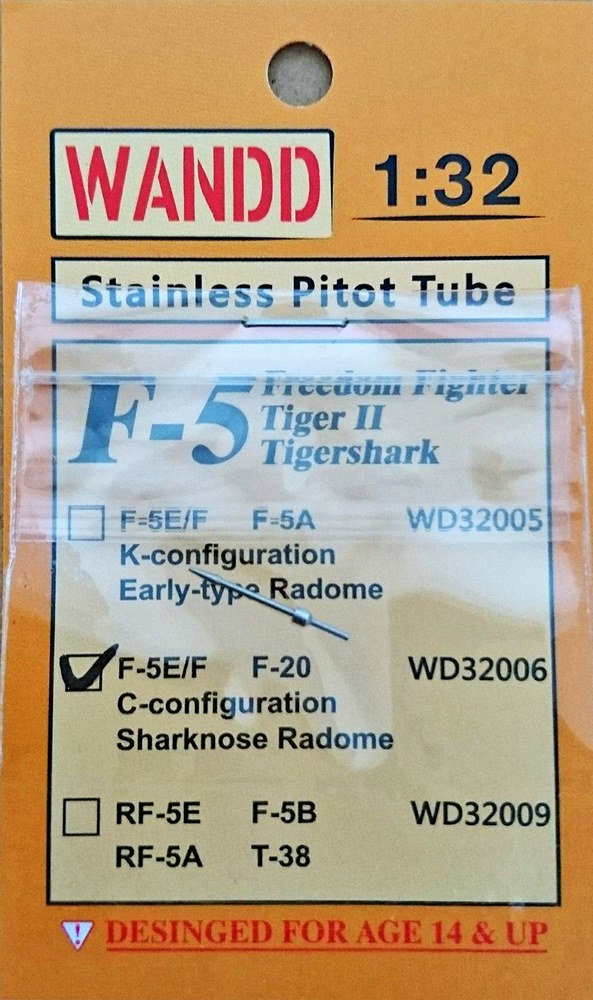 WANDD 1:32
Stainless Pitot Tube
F-5 Freedom Fighter
Tiger II
Tigershark
F-5E/F F-5A WD32005
K-configuration
Early-type Radome
F-5E/F F-20 WD32006
C-configuration
Sharknose Radome
RF-5E F-5B WD32009
RF-5A T-38
! DESINGED FOR AGE 14 & UP